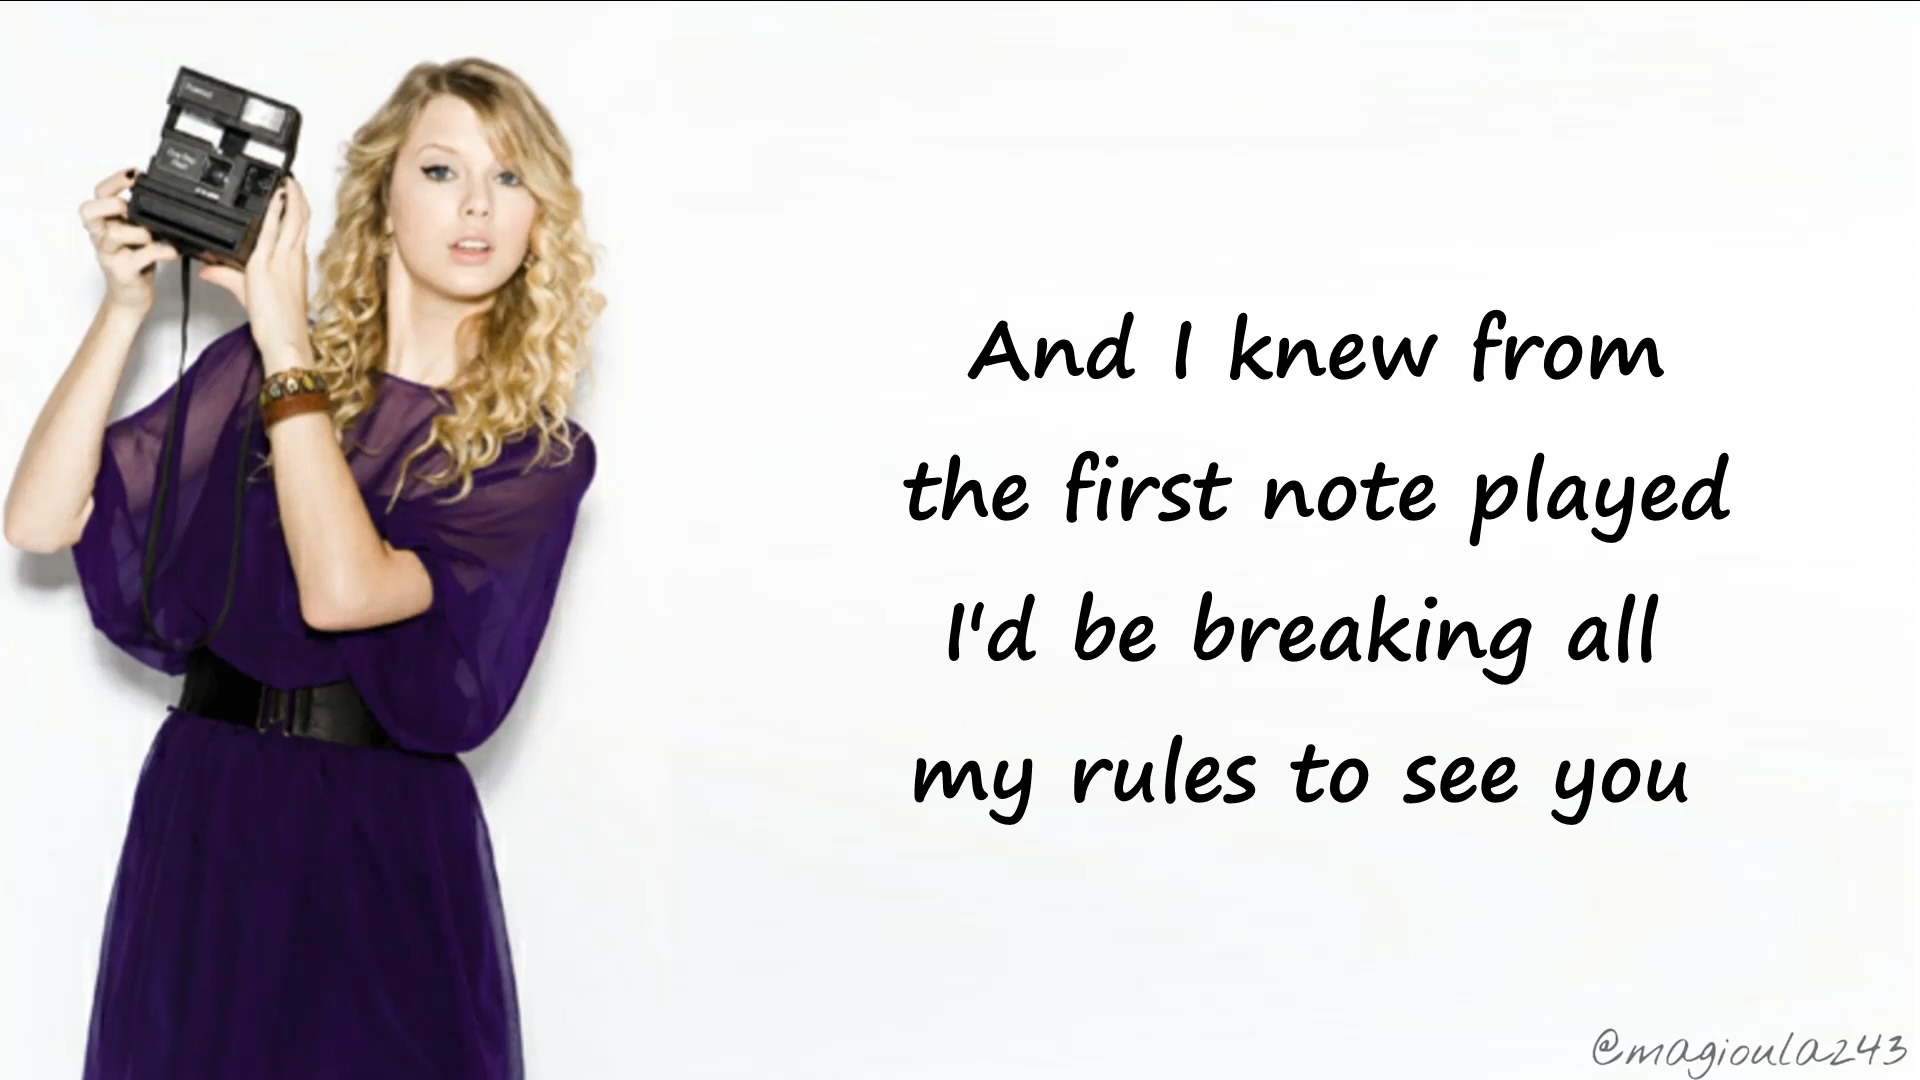 And I knew from
the first note played
I'd be breaking all
my rules to see you
@magioula243